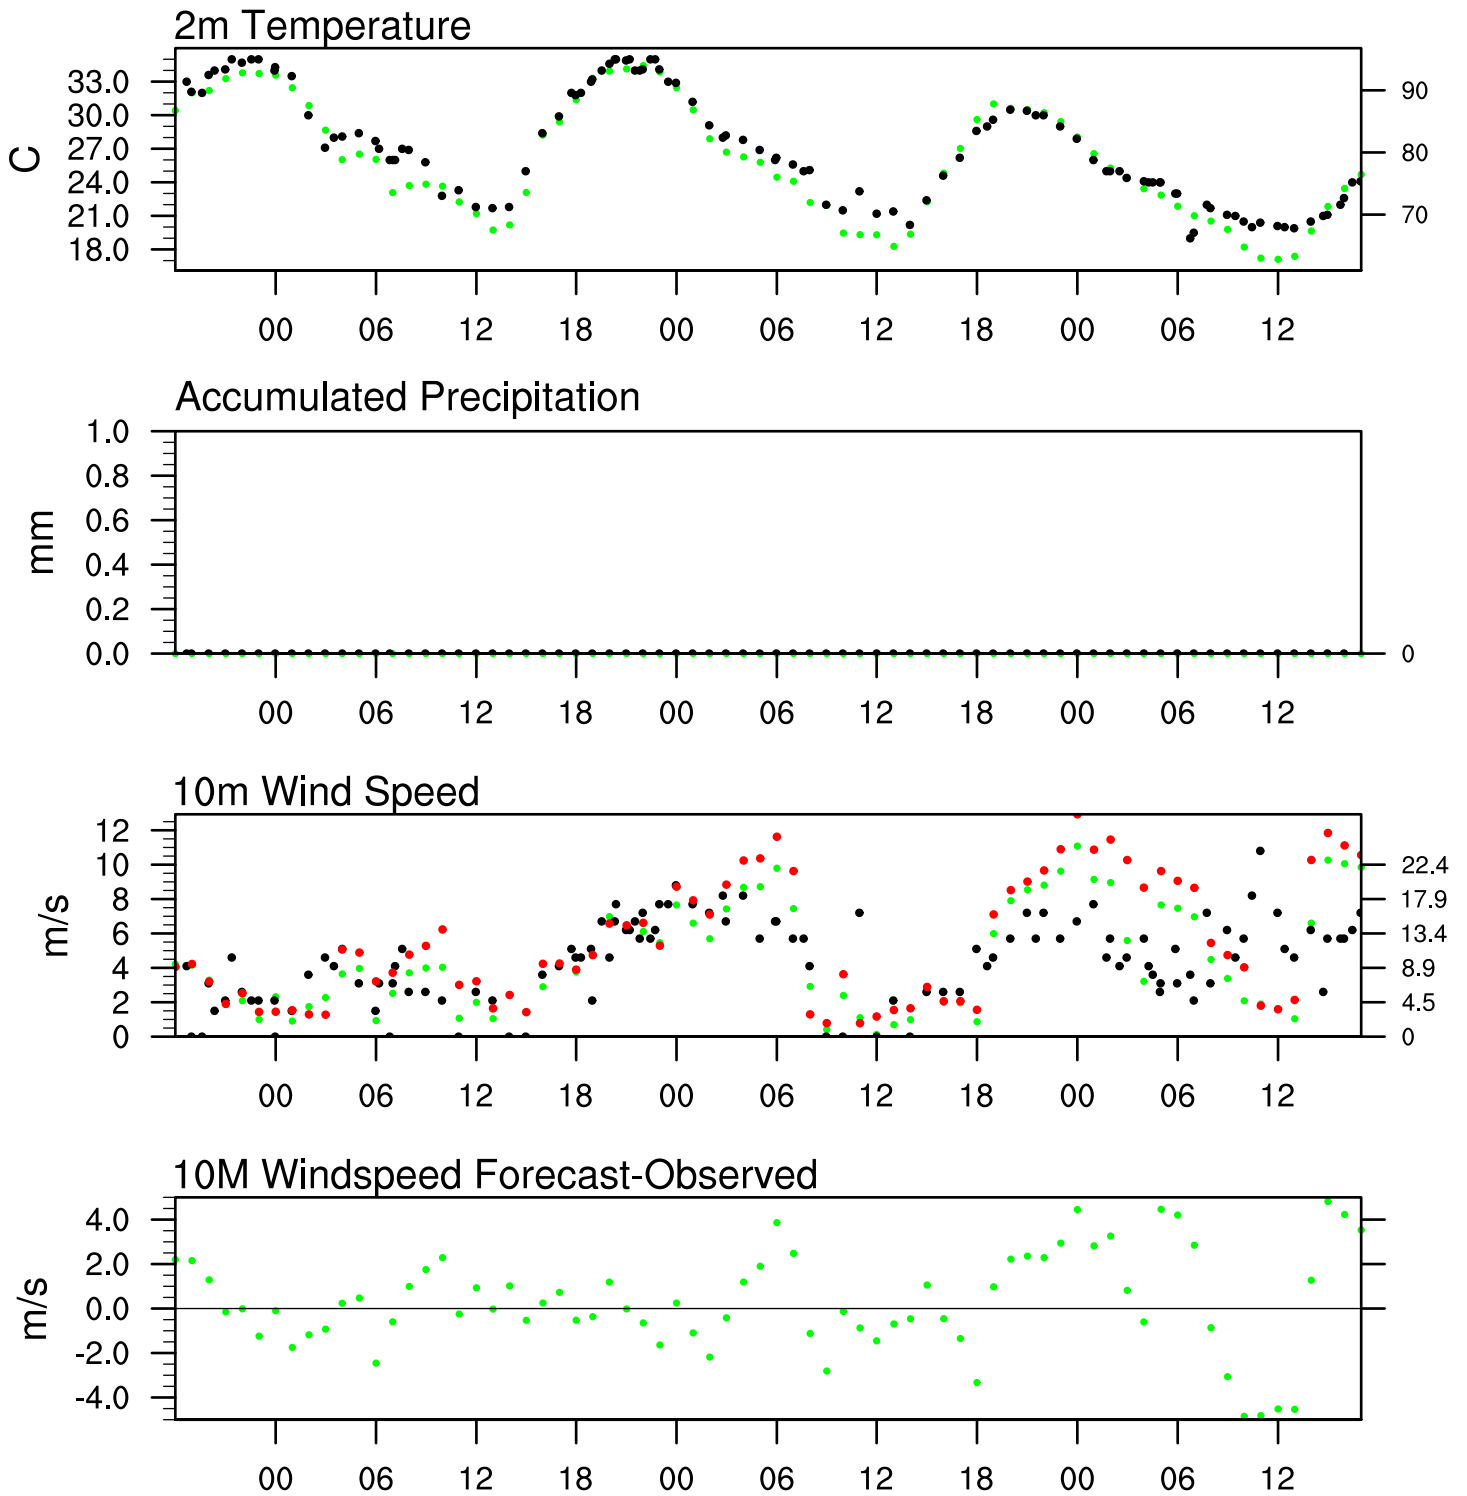 2m Temperature
C
33.0
30.0
27.0
24.0
21.0
18.0
90
80
70
00 06 12 18 00 06 12 18 00 06 12
Accumulated Precipitation
mm
1.0
0.8
0.6
0.4
0.2
0.0
0
00 06 12 18 00 06 12 18 00 06 12
10m Wind Speed
m/s
12
10
8
6
4
2
0
22.4
17.9
13.4
8.9
4.5
0
00 06 12 18 00 06 12 18 00 06 12
10M Windspeed Forecast-Observed
m/s
4.0
2.0
0.0
-2.0
-4.0
00 06 12 18 00 06 12 18 00 06 12